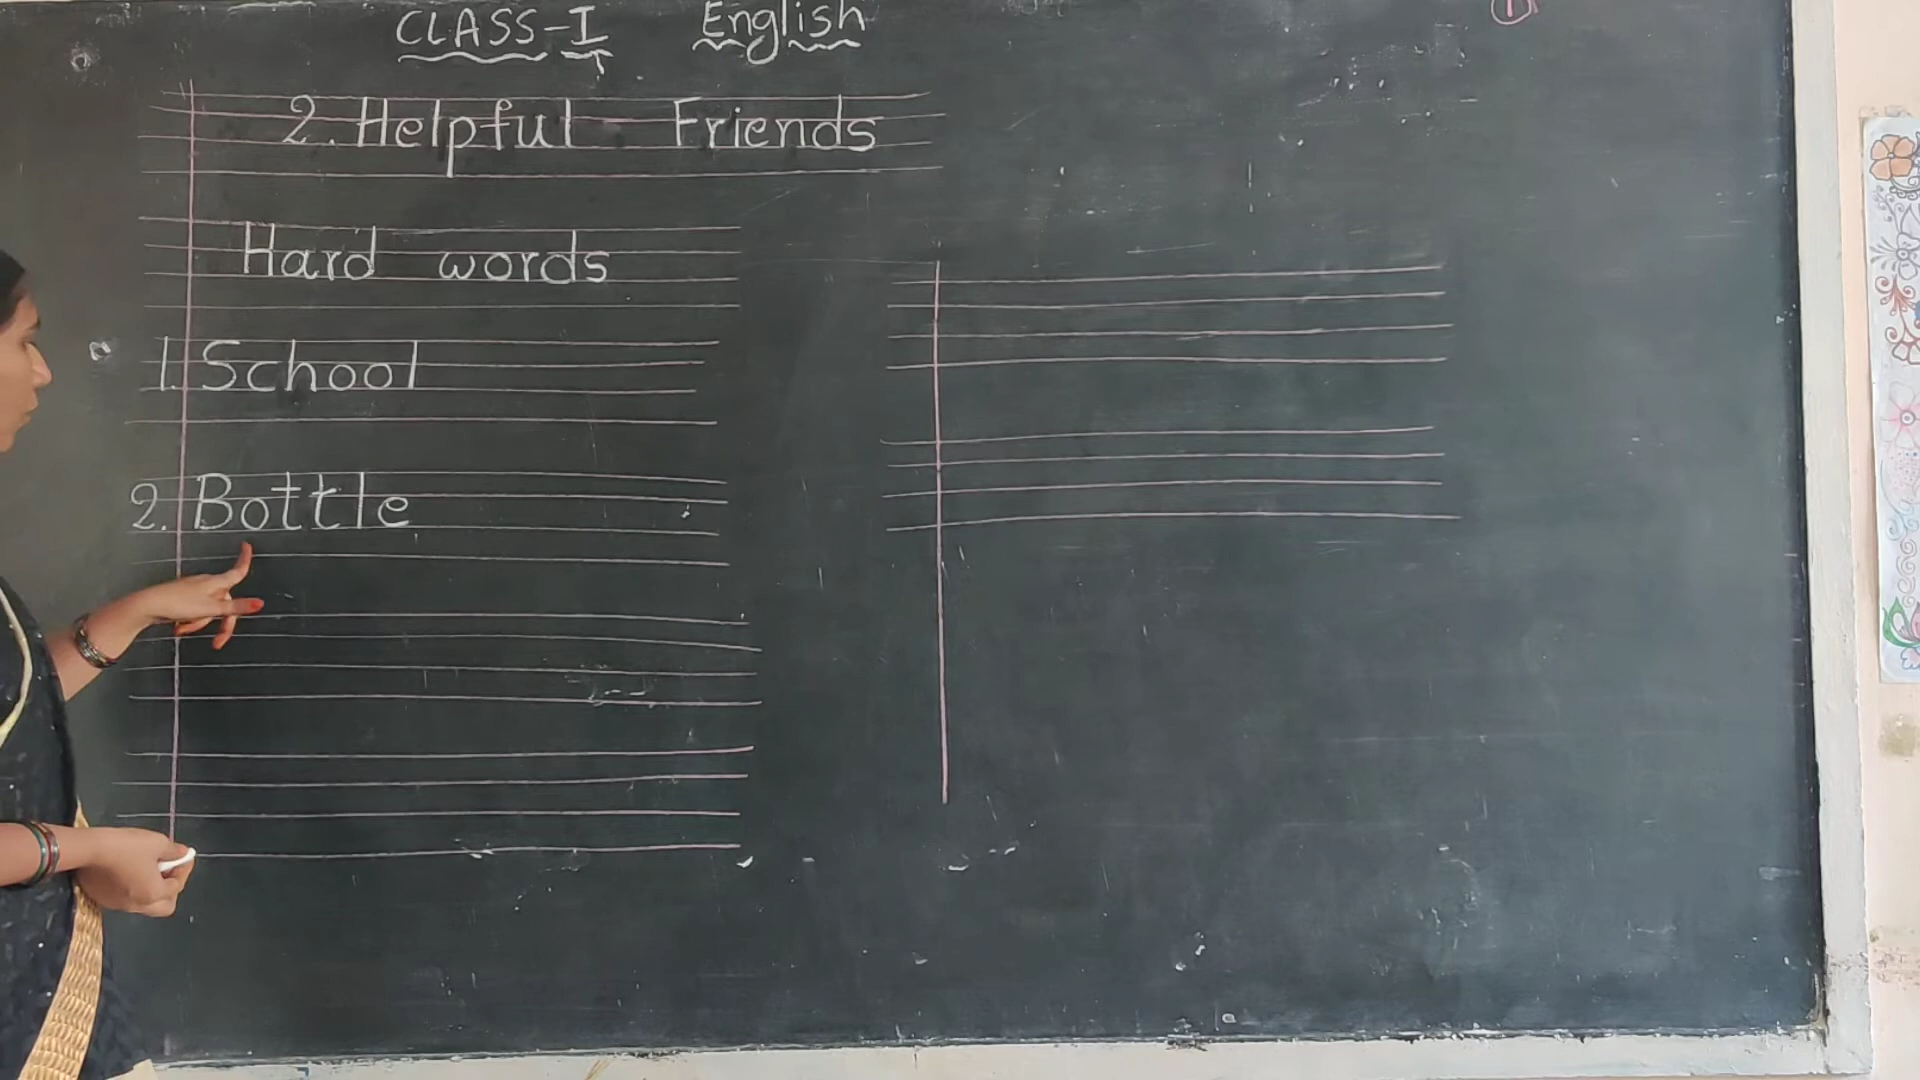 CLASS-I English
2. Helpful Friends
Hard words
1. School
2. Bottle